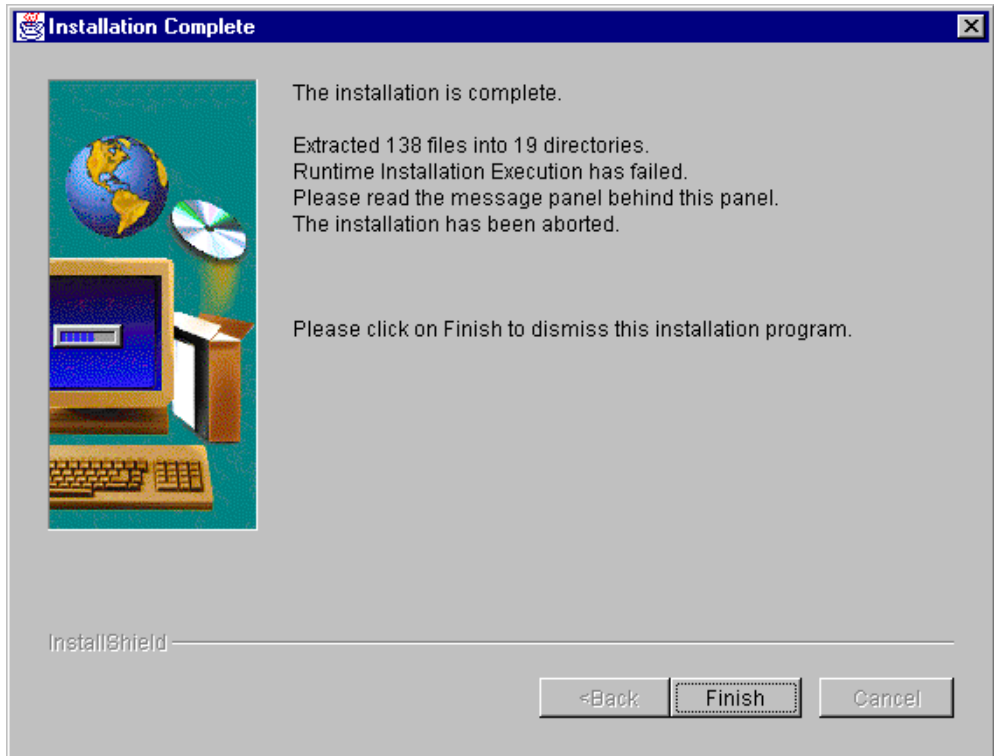 Installation Complete
The installation is complete.
Extracted 138 files into 19 directories.
Runtime Installation Execution has failed.
Please read the message panel behind this panel.
The installation has been aborted.
Please click on Finish to dismiss this installation program.
InstallShield
<Back Finish Cancel